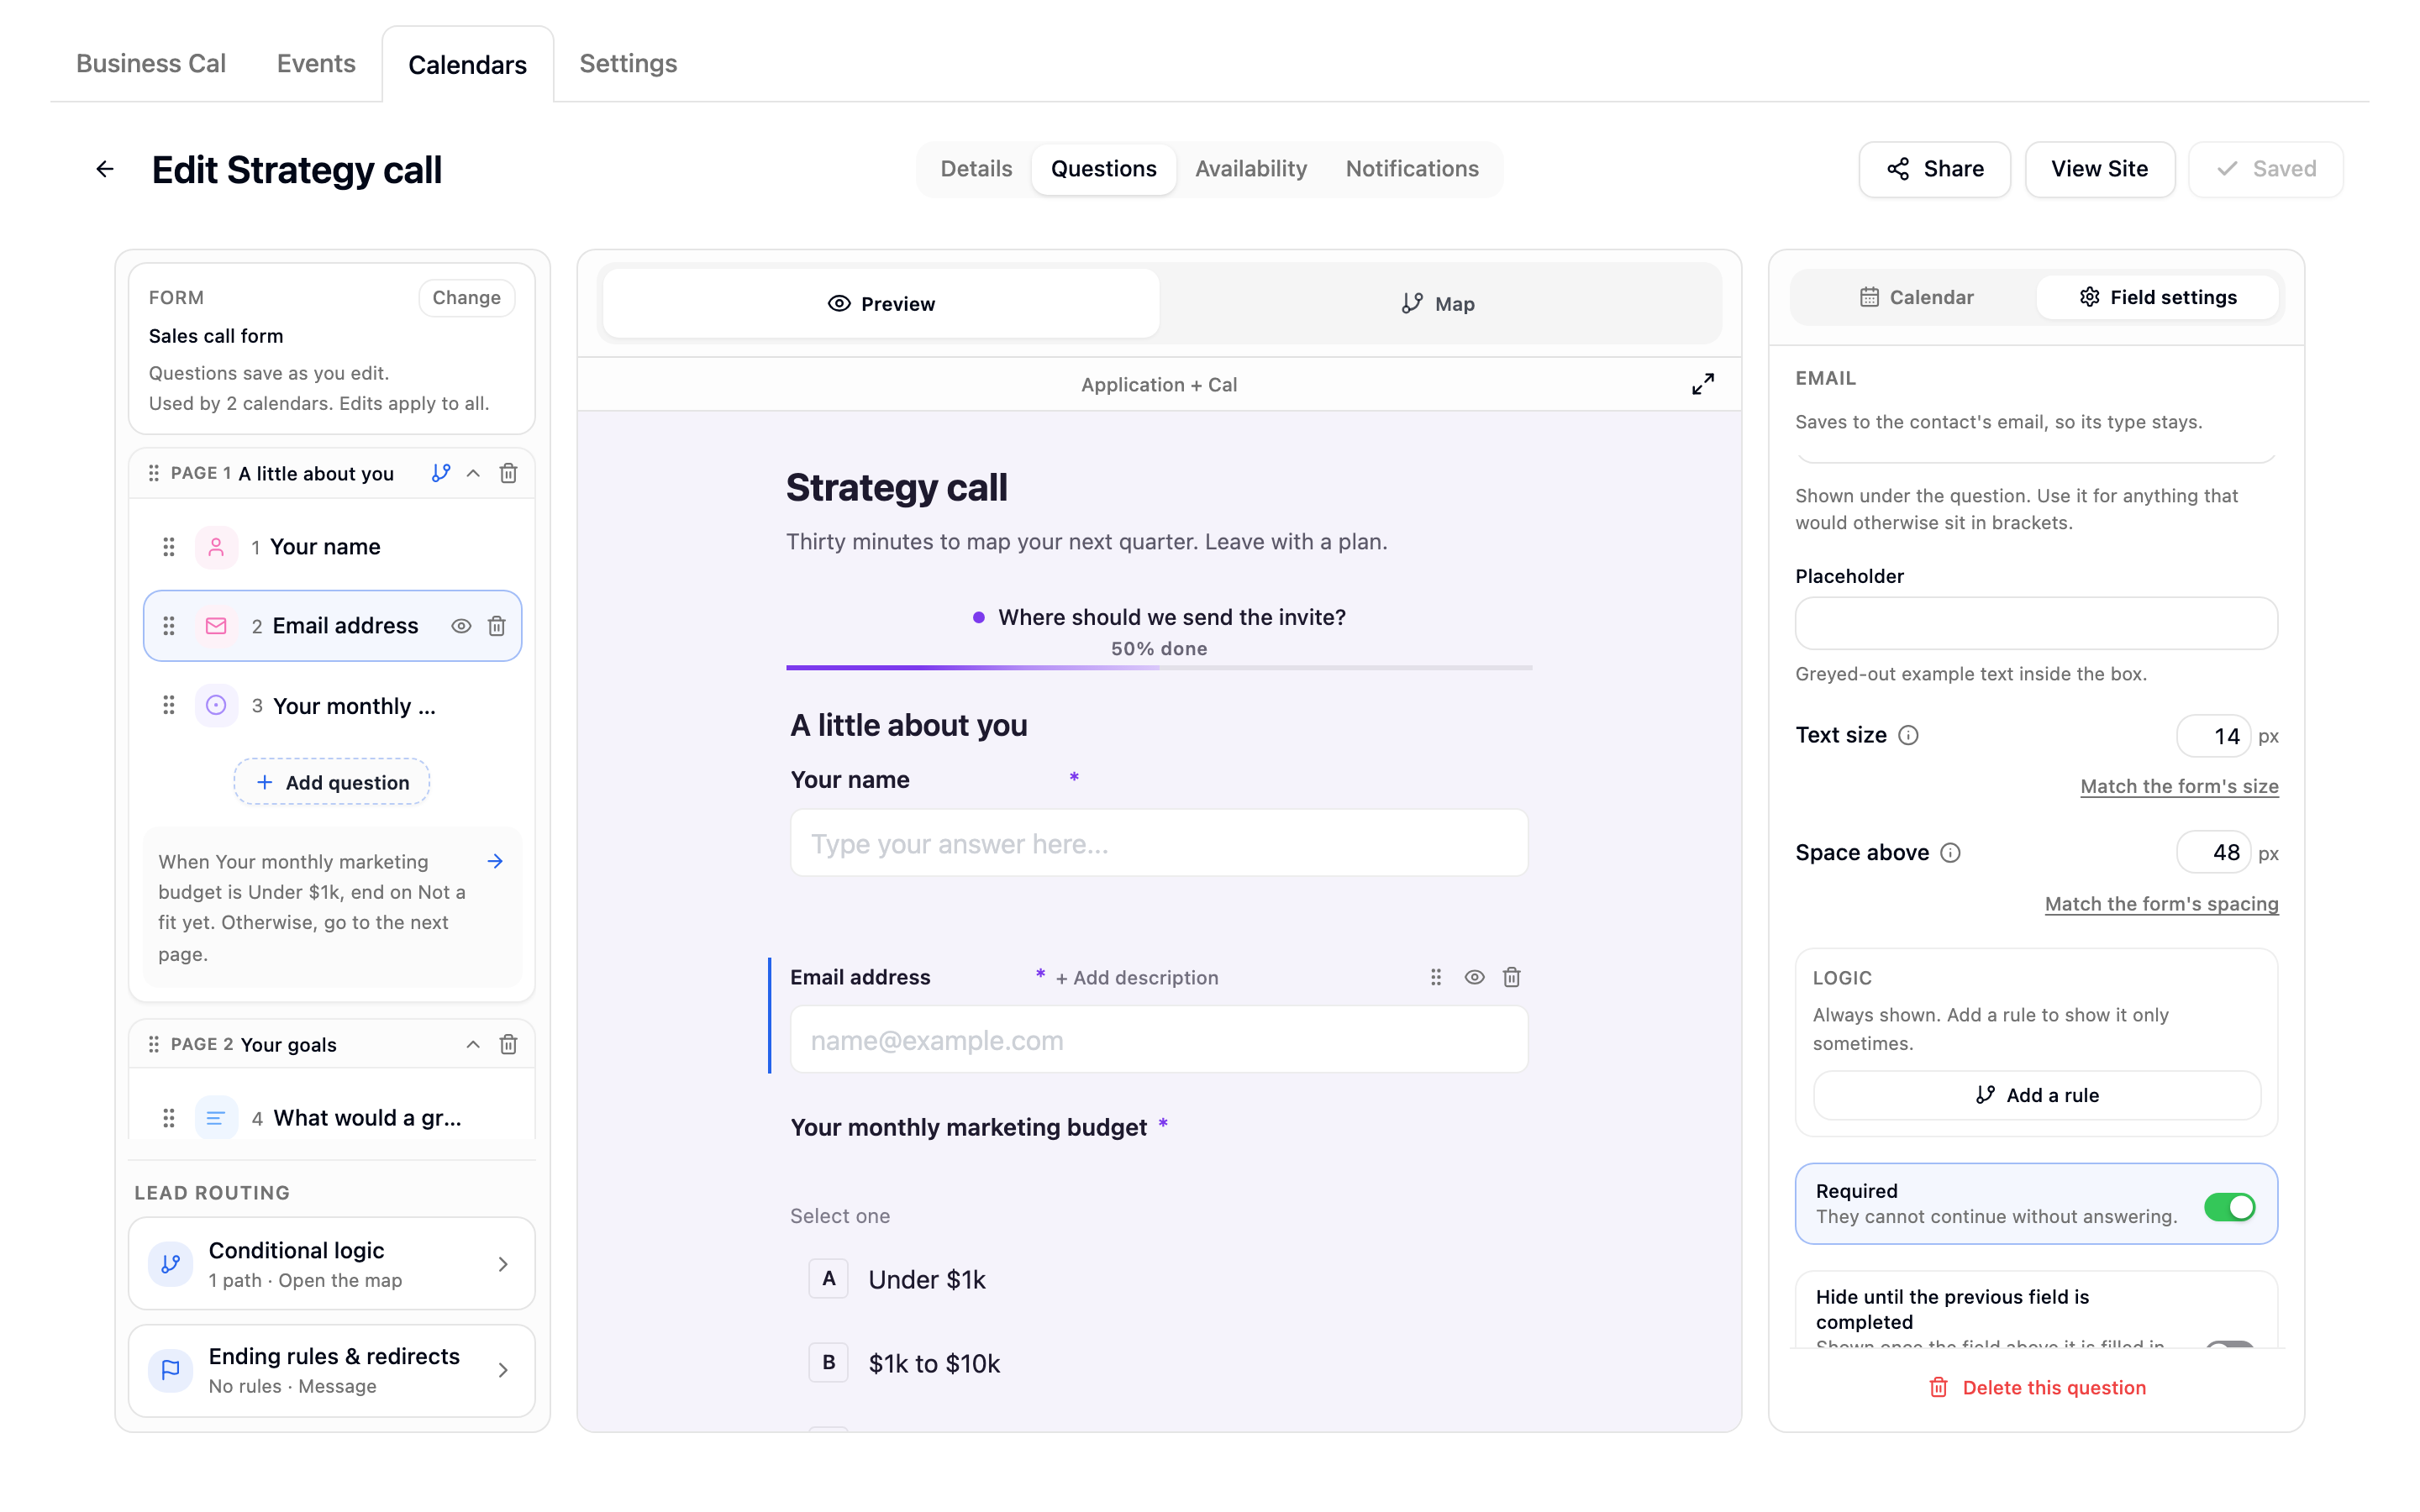 Business Cal
Events
Calendars
Settings
Edit Strategy call
Details
Questions
Availability
Notifications
Share
View Site
Saved
FORM
Change
Sales call form
Questions save as you edit.
Used by 2 calendars. Edits apply to all.
PAGE 1 A little about you
1 Your name
2 Email address
3 Your monthly ...
+ Add question
When Your monthly marketing
budget is Under $1k, end on Not a
fit yet. Otherwise, go to the next
page.
PAGE 2 Your goals
4 What would a gr...
LEAD ROUTING
Conditional logic
1 path · Open the map
Ending rules & redirects
No rules · Message
Preview
Map
Application + Cal
Strategy call
Thirty minutes to map your next quarter. Leave with a plan.
Where should we send the invite?
50% done
A little about you
Your name *
Type your answer here...
Email address * + Add description
name@example.com
Your monthly marketing budget *
Select one
A Under $1k
B $1k to $10k
Calendar
Field settings
EMAIL
Saves to the contact's email, so its type stays.
Shown under the question. Use it for anything that
would otherwise sit in brackets.
Placeholder
Greyed-out example text inside the box.
Text size 14 px
Match the form's size
Space above 48 px
Match the form's spacing
LOGIC
Always shown. Add a rule to show it only
sometimes.
Add a rule
Required
They cannot continue without answering.
Hide until the previous field is
completed
Shown once the field above it is filled in
Delete this question